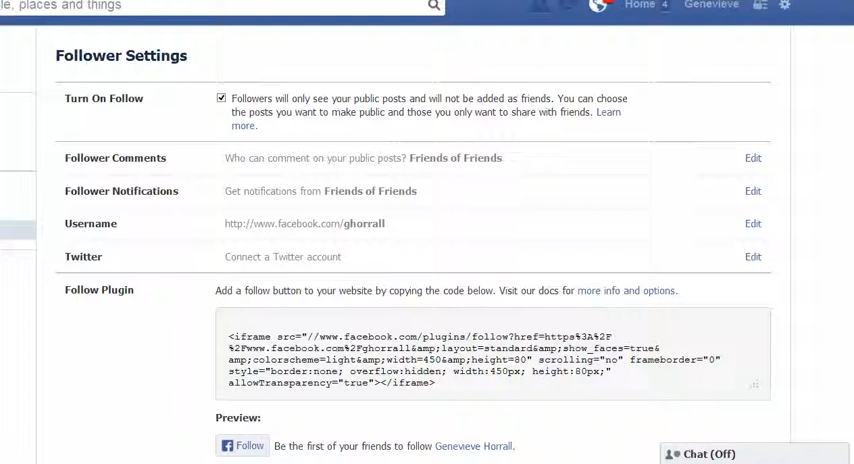 le, places and things
Home 4 Genevieve
Follower Settings
Turn On Follow
Followers will only see your public posts and will not be added as friends. You can choose
the posts you want to make public and those you only want to share with friends. Learn
more.
Follower Comments Who can comment on your public posts? Friends of Friends Edit
Follower Notifications Get notifications from Friends of Friends Edit
Username http://www.facebook.com/ghorrall Edit
Twitter Connect a Twitter account Edit
Follow Plugin Add a follow button to your website by copying the code below. Visit our docs for more info and options.
<iframe src="//www.facebook.com/plugins/follow?href=https%3A%2F
%2Fwww.facebook.com%2Fghorrall&amp;layout=standard&amp;show_faces=true&
amp;colorscheme=light&amp;width=450&amp;height=80" scrolling="no" frameborder="0"
style="border:none; overflow:hidden; width:450px; height:80px;"
allowTransparency="true"></iframe>
Preview:
Follow Be the first of your friends to follow Genevieve Horrall.
Chat (Off)